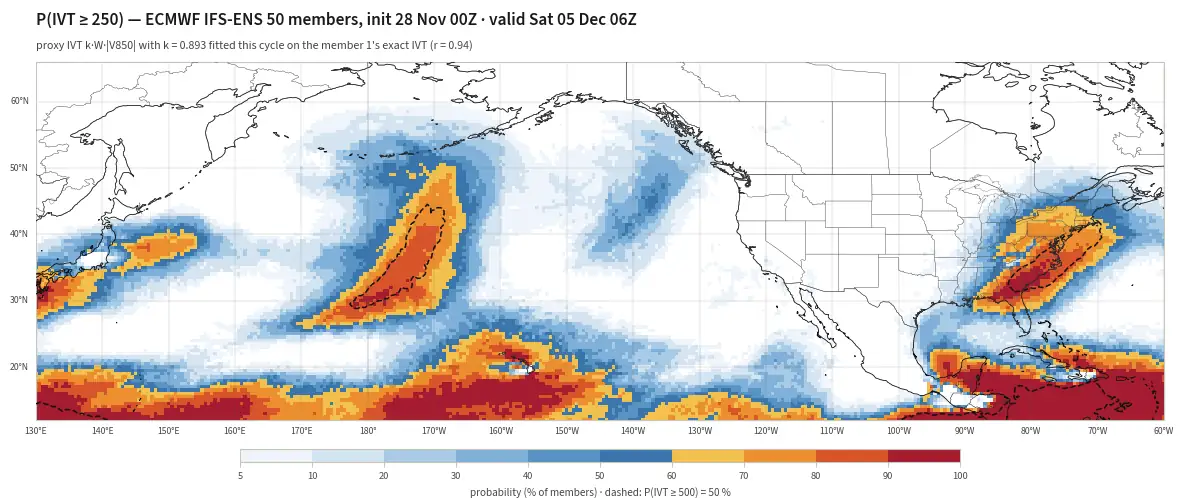 P(IVT ≥ 250) — ECMWF IFS-ENS 50 members, init 28 Nov 00Z · valid Sat 05 Dec 06Z
proxy IVT k·W·|V850| with k = 0.893 fitted this cycle on the member 1's exact IVT (r = 0.94)
60°N
50°N
40°N
30°N
20°N
130°E 140°E 150°E 160°E 170°E 180° 170°W 160°W 150°W 140°W 130°W 120°W 110°W 100°W 90°W 80°W 70°W 60°W
5 10 20 30 40 50 60 70 80 90 100
probability (% of members) · dashed: P(IVT ≥ 500) = 50 %